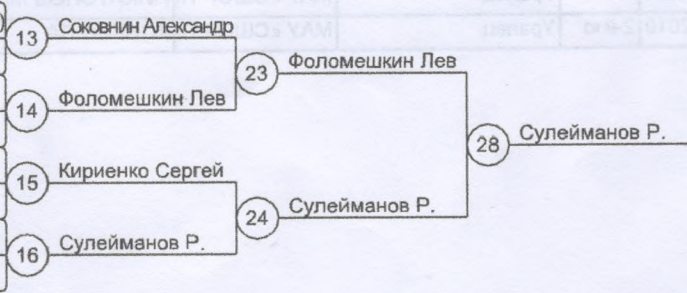 13 Соковнин Александр
23 Фоломешкин Лев
14 Фоломешкин Лев
28 Сулейманов Р.
15 Кириенко Сергей
24 Сулейманов Р.
16 Сулейманов Р.